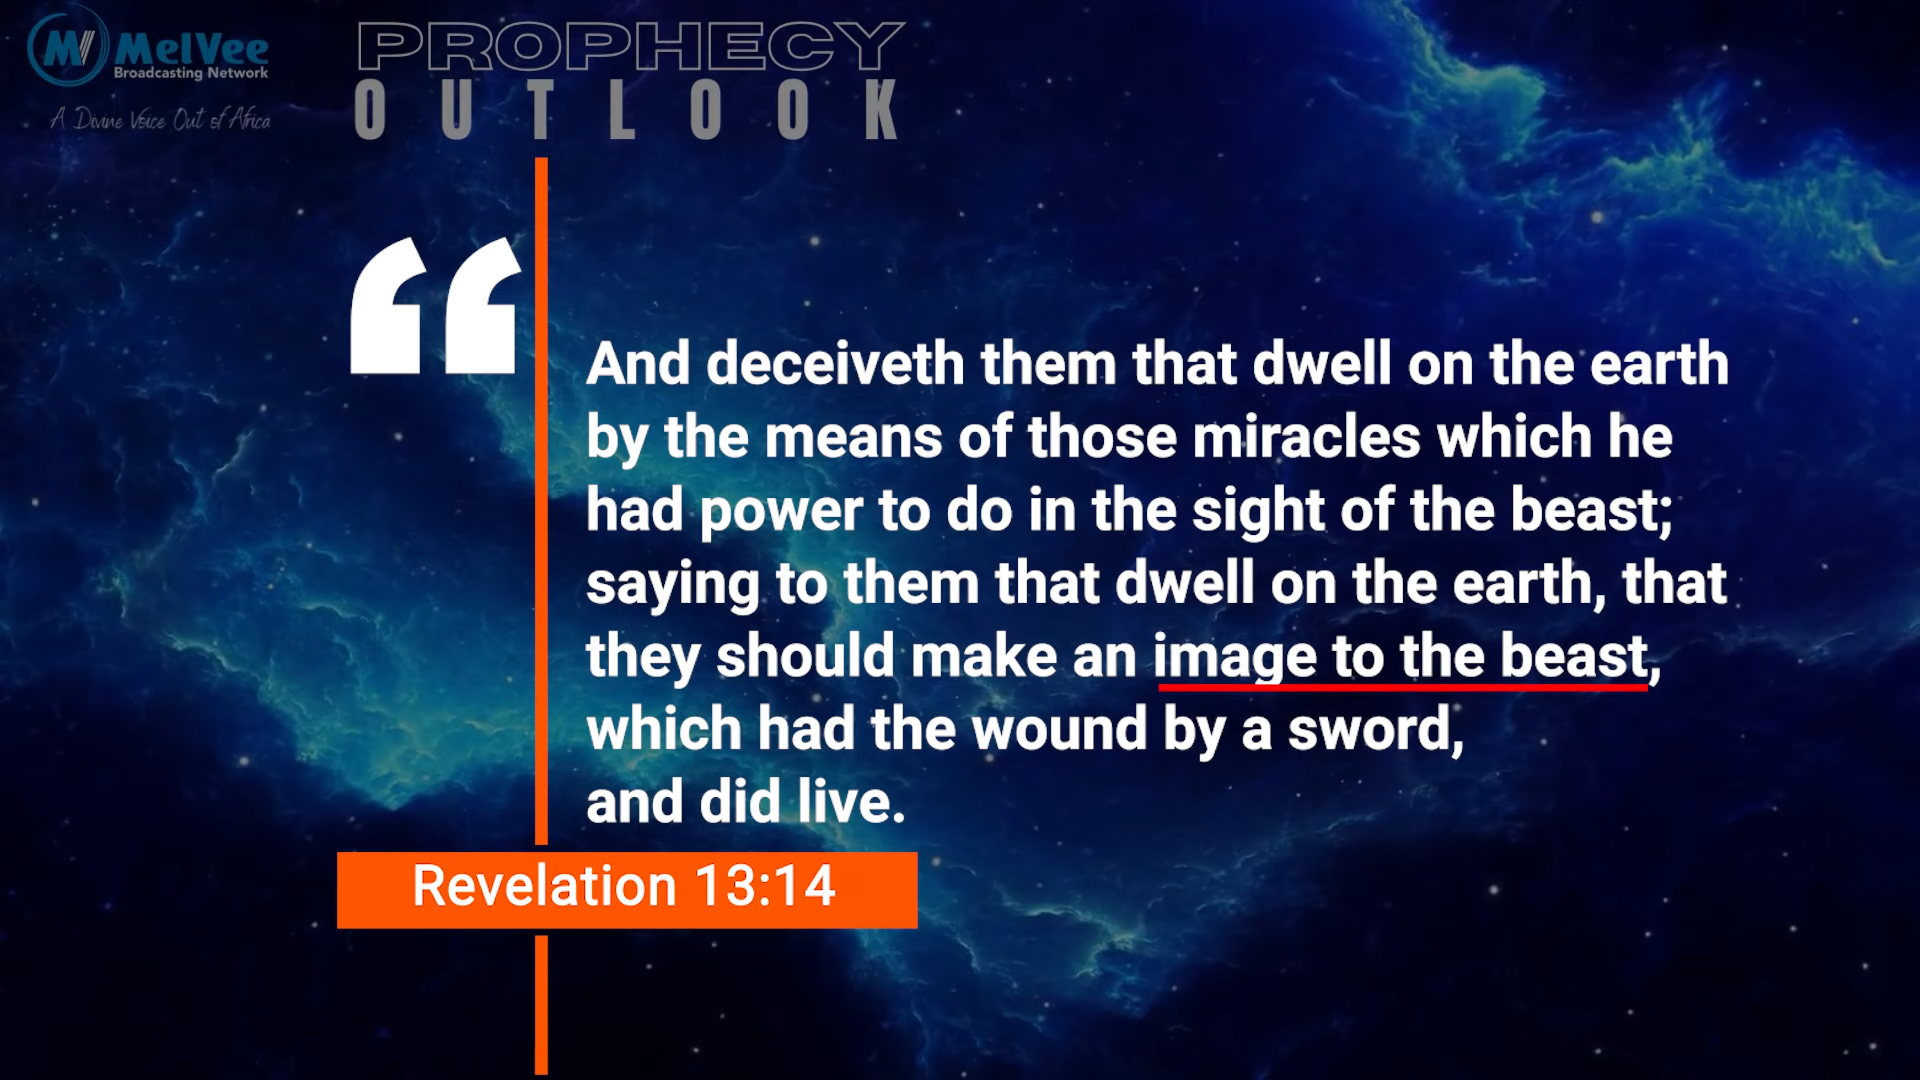 MelVee
Broadcasting Network
A Divine Voice Out of Africa
PROPHECY
OUTLOOK
“
And deceiveth them that dwell on the earth
by the means of those miracles which he
had power to do in the sight of the beast;
saying to them that dwell on the earth, that
they should make an image to the beast,
which had the wound by a sword,
and did live.
Revelation 13:14